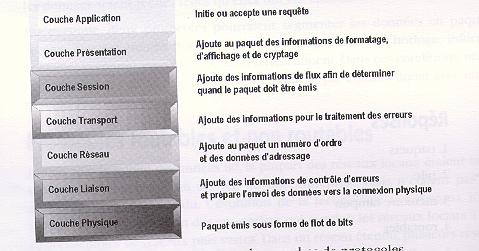 Couche Application
Initie ou accepte une requête
Couche Présentation
Ajoute au paquet des informations de formatage,
d'affichage et de cryptage
Couche Session
Ajoute des informations de flux afin de déterminer
quand le paquet doit être émis
Couche Transport
Ajoute des informations pour le traitement des erreurs
Couche Réseau
Ajoute au paquet un numéro d'ordre
et des données d'adressage
Couche Liaison
Ajoute des informations de contrôle d'erreurs
et prépare l'envoi des données vers la connexion physique
Couche Physique
Paquet émis sous forme de flot de bits
protocoles